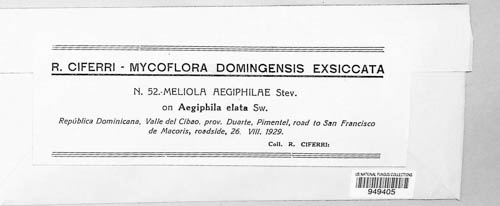 R. CIFERRI - MYCOFLORA DOMINGENSIS EXSICCATA
N. 52.-MELIOLA AEGIPHILAE Stev.
on Aegiphila elata Sw.
República Dominicana, Valle del Cibao. prov. Duarte, Pimentel, road to San Francisco
de Macoris, roadside, 26. VIII. 1929.
Coll. R. CIFERRI:
US NATIONAL FUNGUS COLLECTIONS
949405